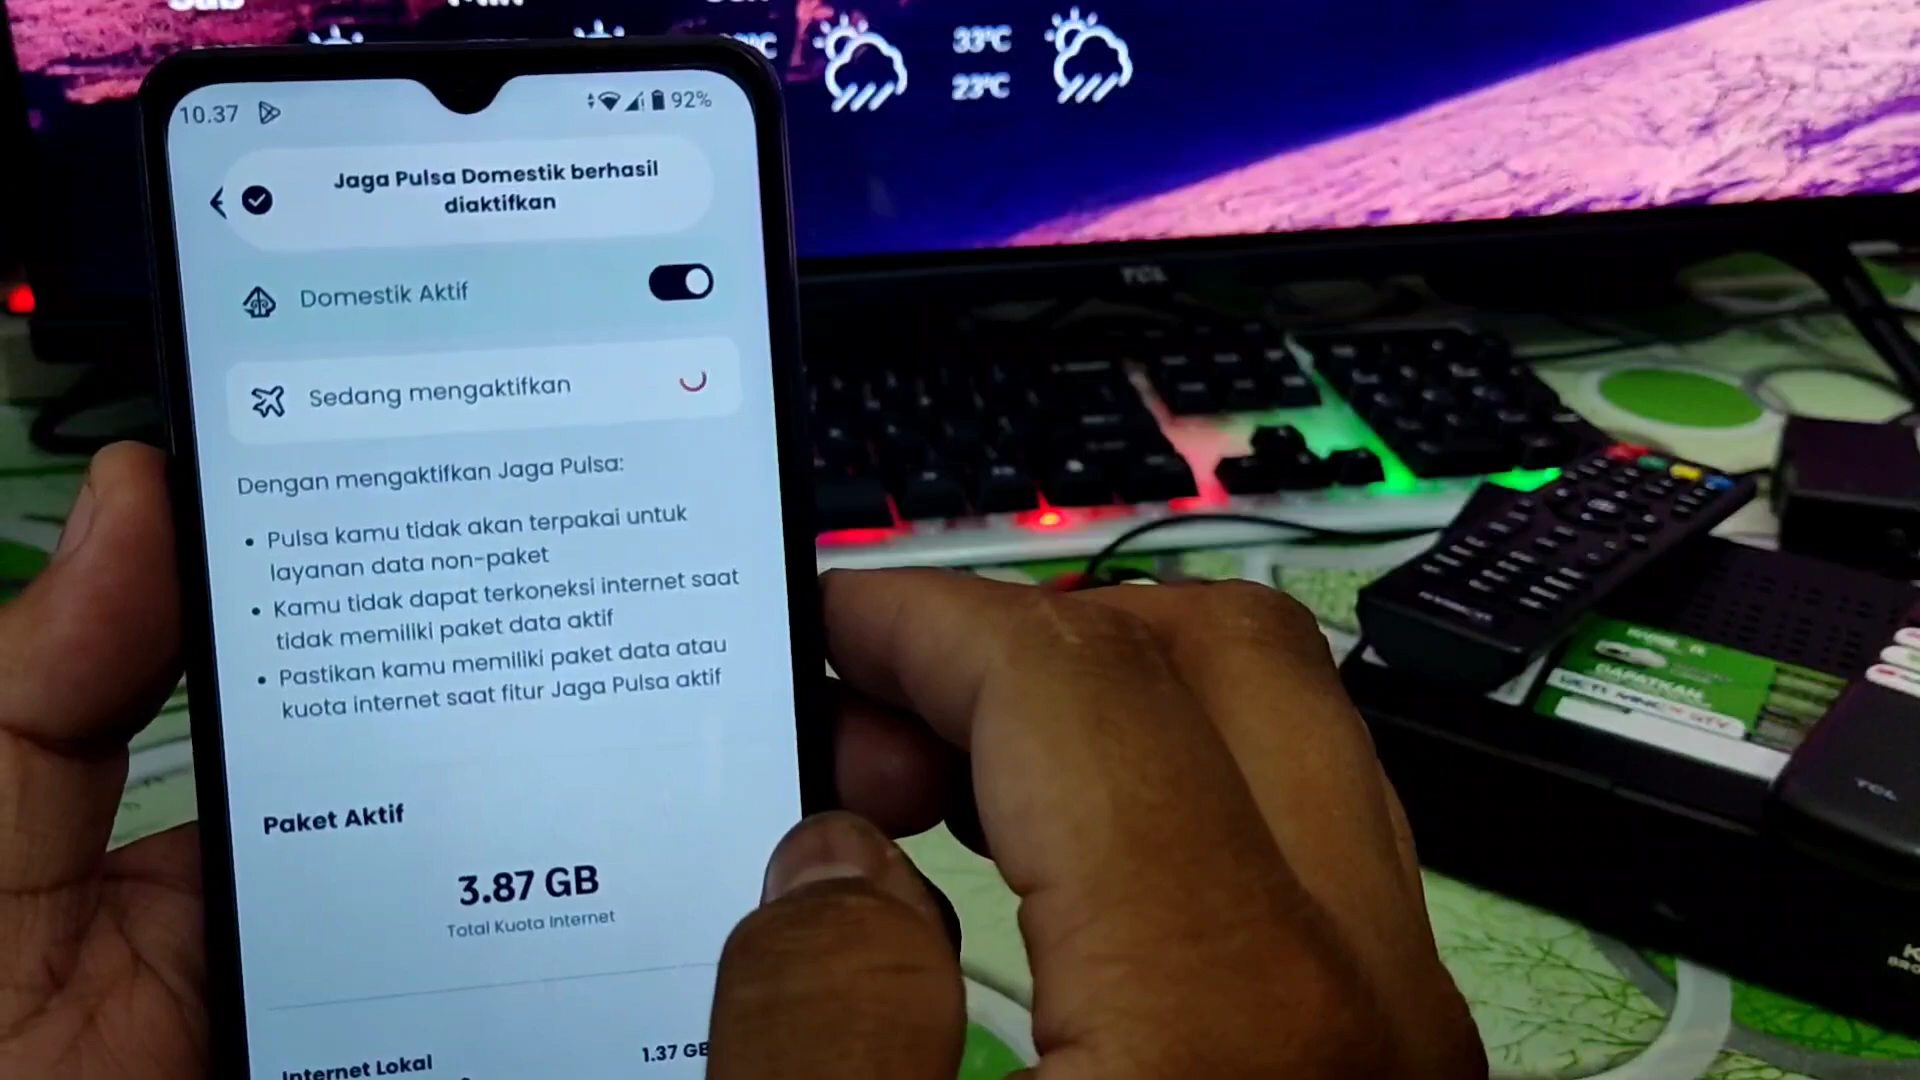 33°C
23°C
TCL
10.37
92%
Jaga Pulsa Domestik berhasil
diaktifkan
Domestik Aktif
Sedang mengaktifkan
Dengan mengaktifkan Jaga Pulsa:
• Pulsa kamu tidak akan terpakai untuk
layanan data non-paket
• Kamu tidak dapat terkoneksi internet saat
tidak memiliki paket data aktif
• Pastikan kamu memiliki paket data atau
kuota internet saat fitur Jaga Pulsa aktif
Paket Aktif
3.87 GB
Total Kuota Internet
Internet Lokal
1.37 GB
DAPATKAN
TCL